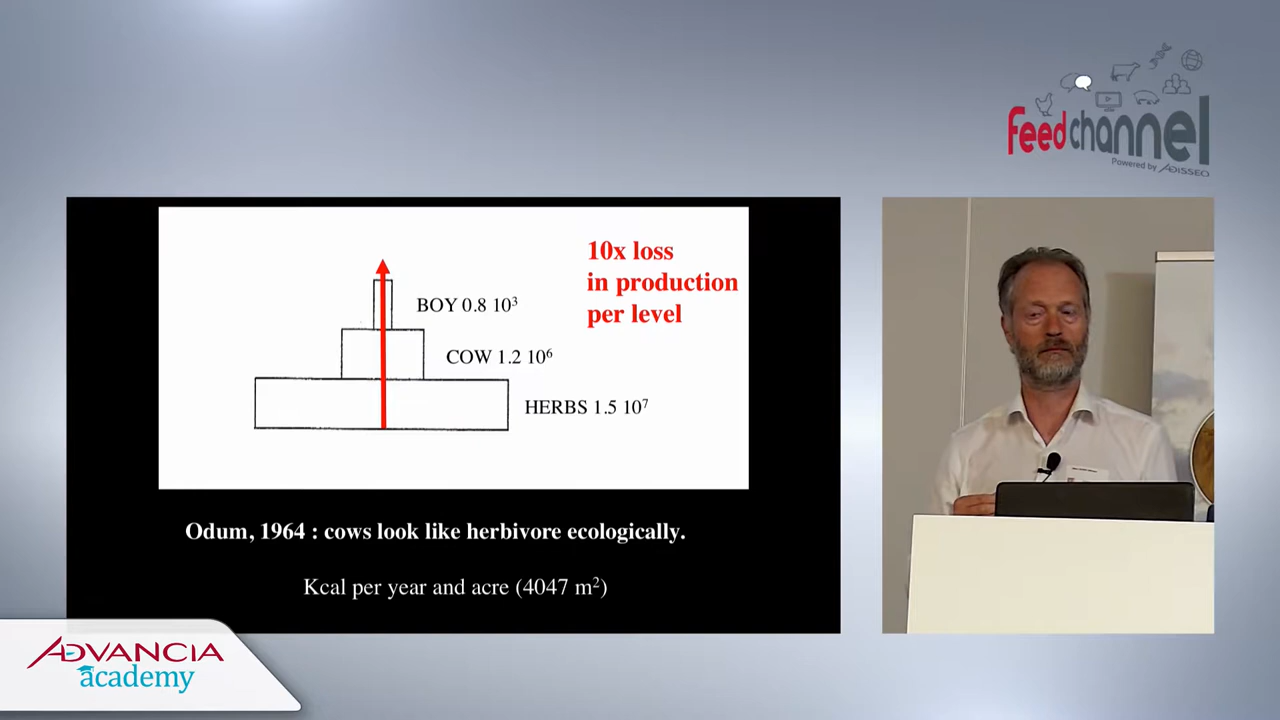 feedchannel
Powered by ADISSEO
10x loss
in production
per level
BOY 0.8 10³
COW 1.2 10⁶
HERBS 1.5 10⁷
Odum, 1964 : cows look like herbivore ecologically.
Kcal per year and acre (4047 m²)
ADVANCIA
academy